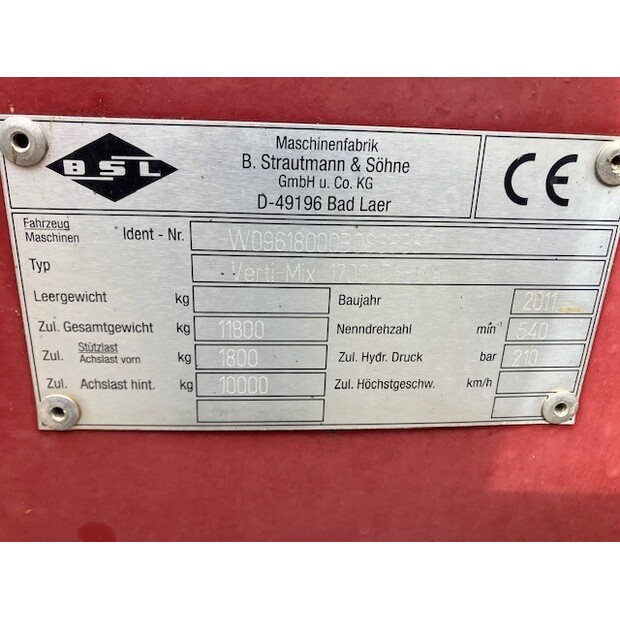 BSL
Maschinenfabrik
B. Strautmann & Söhne
GmbH u. Co. KG
D-49196 Bad Laer
CE
Fahrzeug
Maschinen
Ident - Nr.
Typ Verti-Mix
Leergewicht kg
Baujahr 2011
Zul. Gesamtgewicht kg 11800
Nenndrehzahl min⁻¹ 540
Zul. Stützlast
Achslast vorn kg 1800
Zul. Hydr. Druck bar 210
Zul. Achslast hint. kg 10000
Zul. Höchstgeschw. km/h